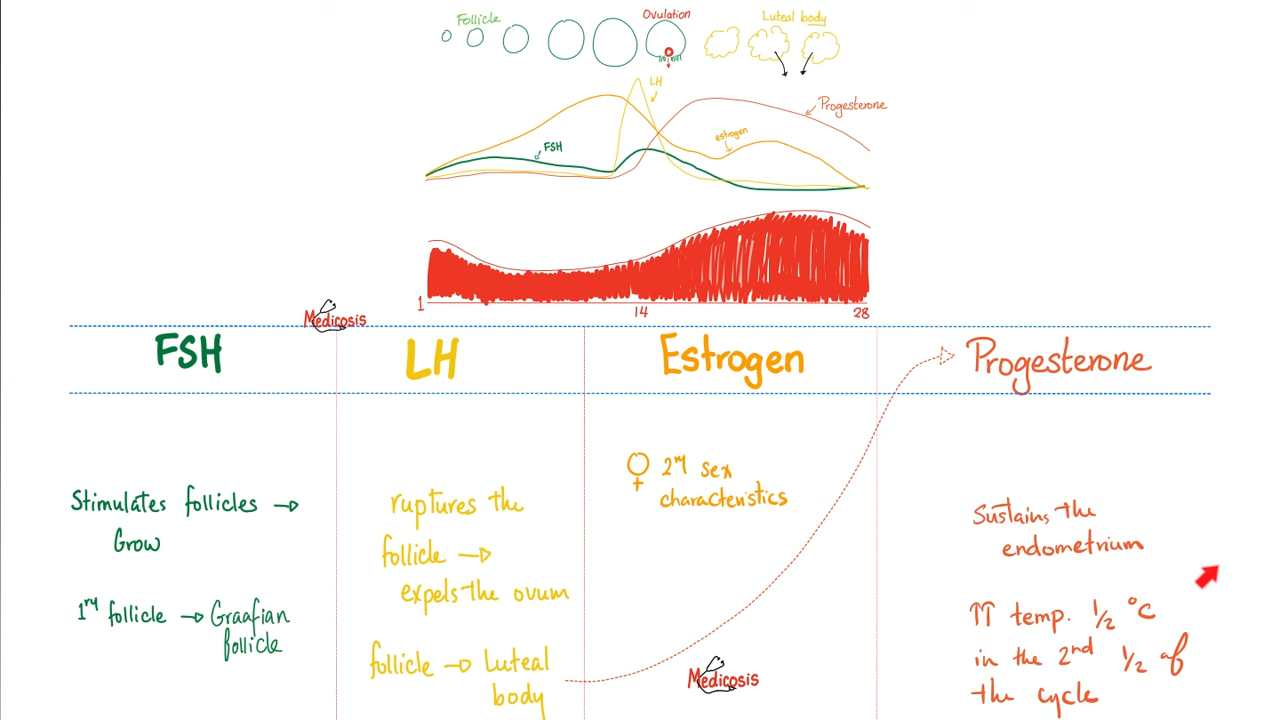 Follicle
Ovulation
Luteal body
LH
Progesterone
estrogen
FSH
1
14
28
Medicosis
FSH
LH
Estrogen
Progesterone
Stimulates follicles →
Grow
1ry follicle → Graafian
follicle
ruptures the
follicle →
expels the ovum
follicle → Luteal
body
♀ 2ry sex
characteristics
Medicosis
Sustains the
endometrium
↑↑ temp. 1/2 °C
in the 2nd 1/2 of
the cycle